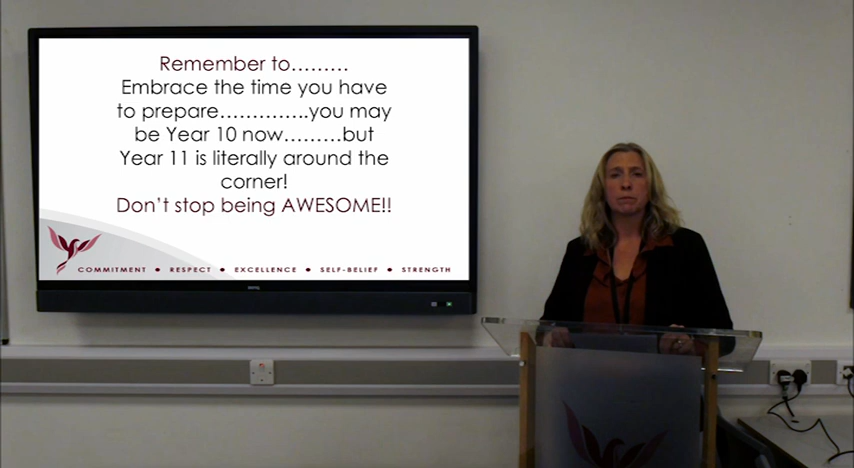 Remember to.........
Embrace the time you have
to prepare..............you may
be Year 10 now.........but
Year 11 is literally around the
corner!
Don't stop being AWESOME!!
COMMITMENT • RESPECT • EXCELLENCE • SELF-BELIEF • STRENGTH
BENQ